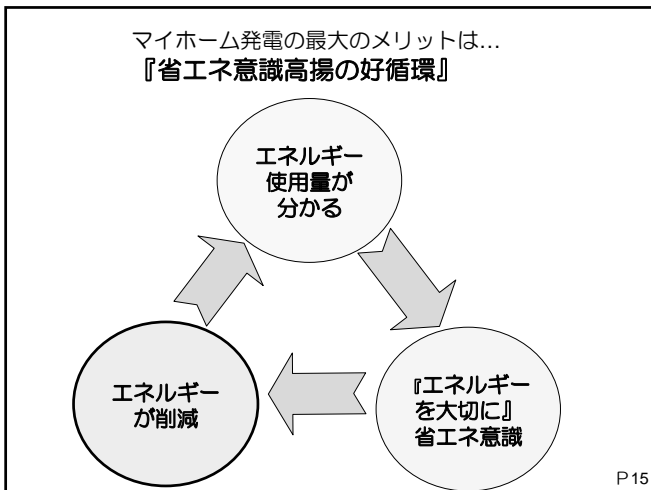 マイホーム発電の最大のメリットは…
『省エネ意識高揚の好循環』
エネルギー
使用量が
分かる
『エネルギー
を大切に』
省エネ意識
エネルギー
が削減
P15